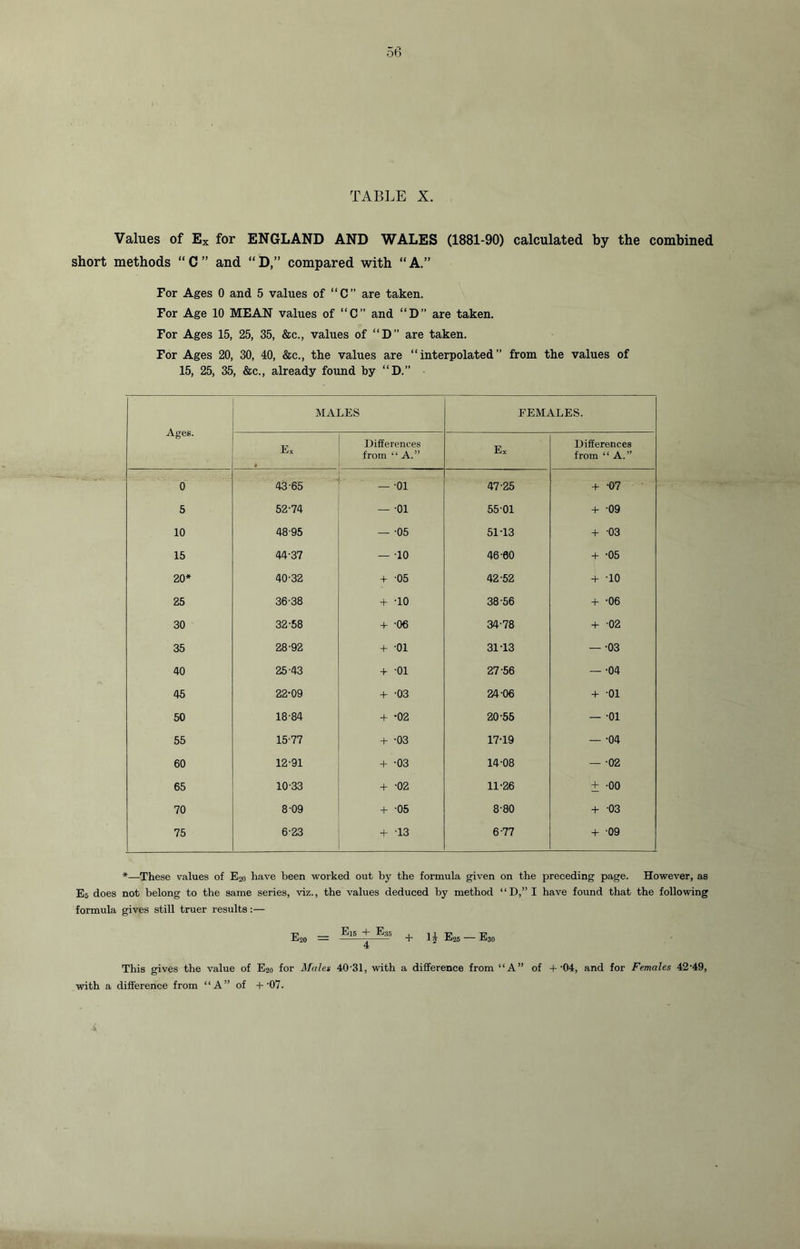 56
TABLE X.
Values of Ex for ENGLAND AND WALES (1881-90) calculated by the combined
short methods “C” and “D,” compared with “A.”
For Ages 0 and 5 values of “C” are taken.
For Age 10 MEAN values of “C” and “D” are taken.
For Ages 15, 25, 35, &c., values of “D” are taken.
For Ages 20, 30, 40, &c., the values are “interpolated” from the values of
15, 25, 35, &c., already found by “D.”
Ages. MALES FEMALES.
Ex Differences from “A.” Ex Differences from “A.”
0 43·65 — ·01 47·25 + ·07
5 52·74 — ·01 55·01 + ·09
10 48·95 — ·05 51·13 + ·03
15 44·37 — ·10 46·60 + ·05
20* 40·32 + ·05 42·52 + ·10
25 36·38 + ·10 38·56 + ·06
30 32·58 + ·06 34·78 + ·02
35 28·92 + ·01 31·13 — ·03
40 25·43 + ·01 27·56 — ·04
45 22·09 + ·03 24·06 + ·01
50 18·84 + ·02 20·55 — ·01
55 15·77 + ·03 17·19 — ·04
60 12·91 + ·03 14·08 — ·02
65 10·33 + ·02 11·26 ± ·00
70 8·09 + ·05 8·80 + ·03
75 6·23 + ·13 6·77 + ·09
*—These values of E20 have been worked out by the formula given on the preceding page. However, as
E5 does not belong to the same series, viz., the values deduced by method “D,” I have found that the following
formula gives still truer results:—
E20 = (E15 + E35)/4 + 1½ E25 — E30
This gives the value of E20 for Males 40·31, with a difference from “A” of + ·04, and for Females 42·49,
with a difference from “A” of + ·07.